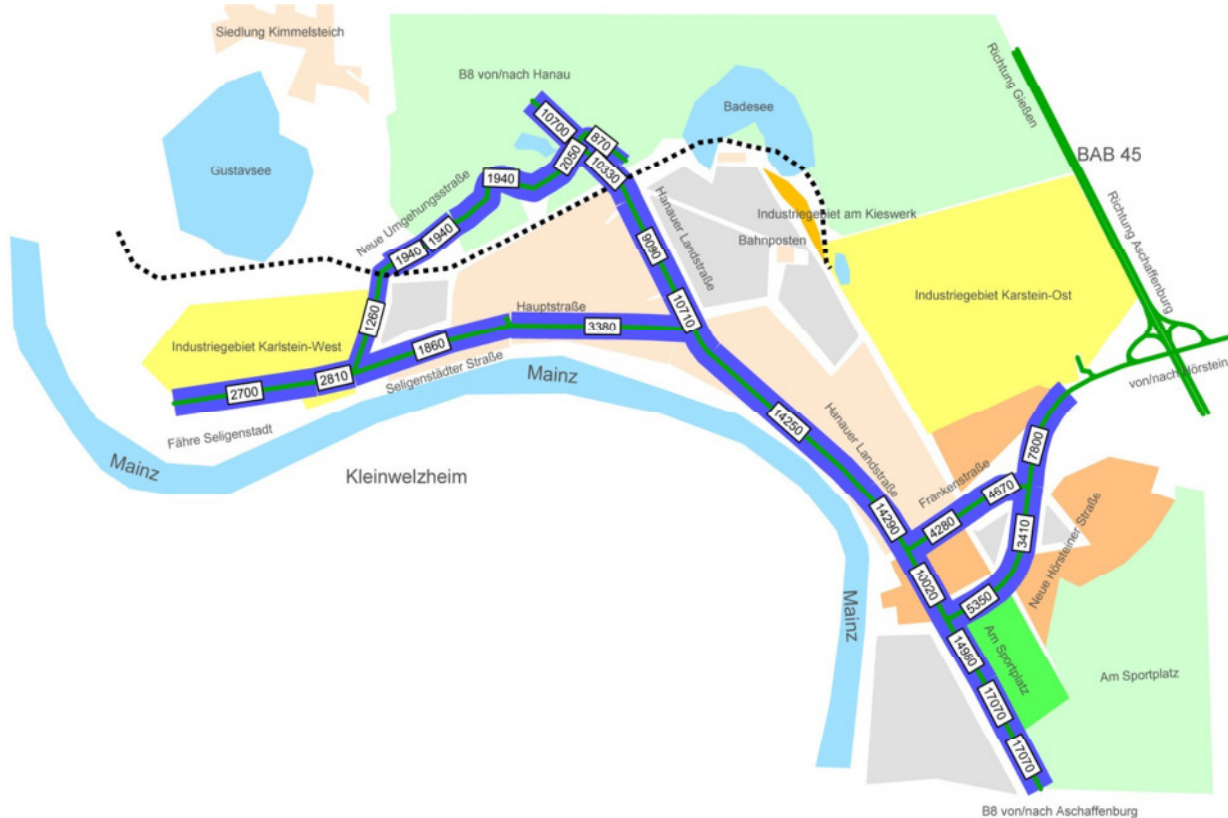 Siedlung Kimmelsteich
B8 von/nach Hanau
Richtung Gießen
BAB 45
Badesee
10700
870
2050
10330
Gustavsee
1940
Neue Umgehungsstraße
1940
1940
Hanauer Landstraße
9080
Industriegebiet am Kieswerk
Bahnposten
Richtung Aschaffenburg
Industriegebiet Karstein-Ost
1260
Hauptstraße
10710
3380
Industriegebiet Karlstein-West
1860
Seligenstädter Straße
2810
2700
Mainz
von/nach Hörstein
Fähre Seligenstadt
Mainz
Kleinwelzheim
14250
Hanauer Landstraße
7800
Frankenstraße
4670
14290
4280
3410
Neue Hörsteiner Straße
10020
5350
Mainz
14980
Am Sportplatz
Am Sportplatz
17070
17070
B8 von/nach Aschaffenburg